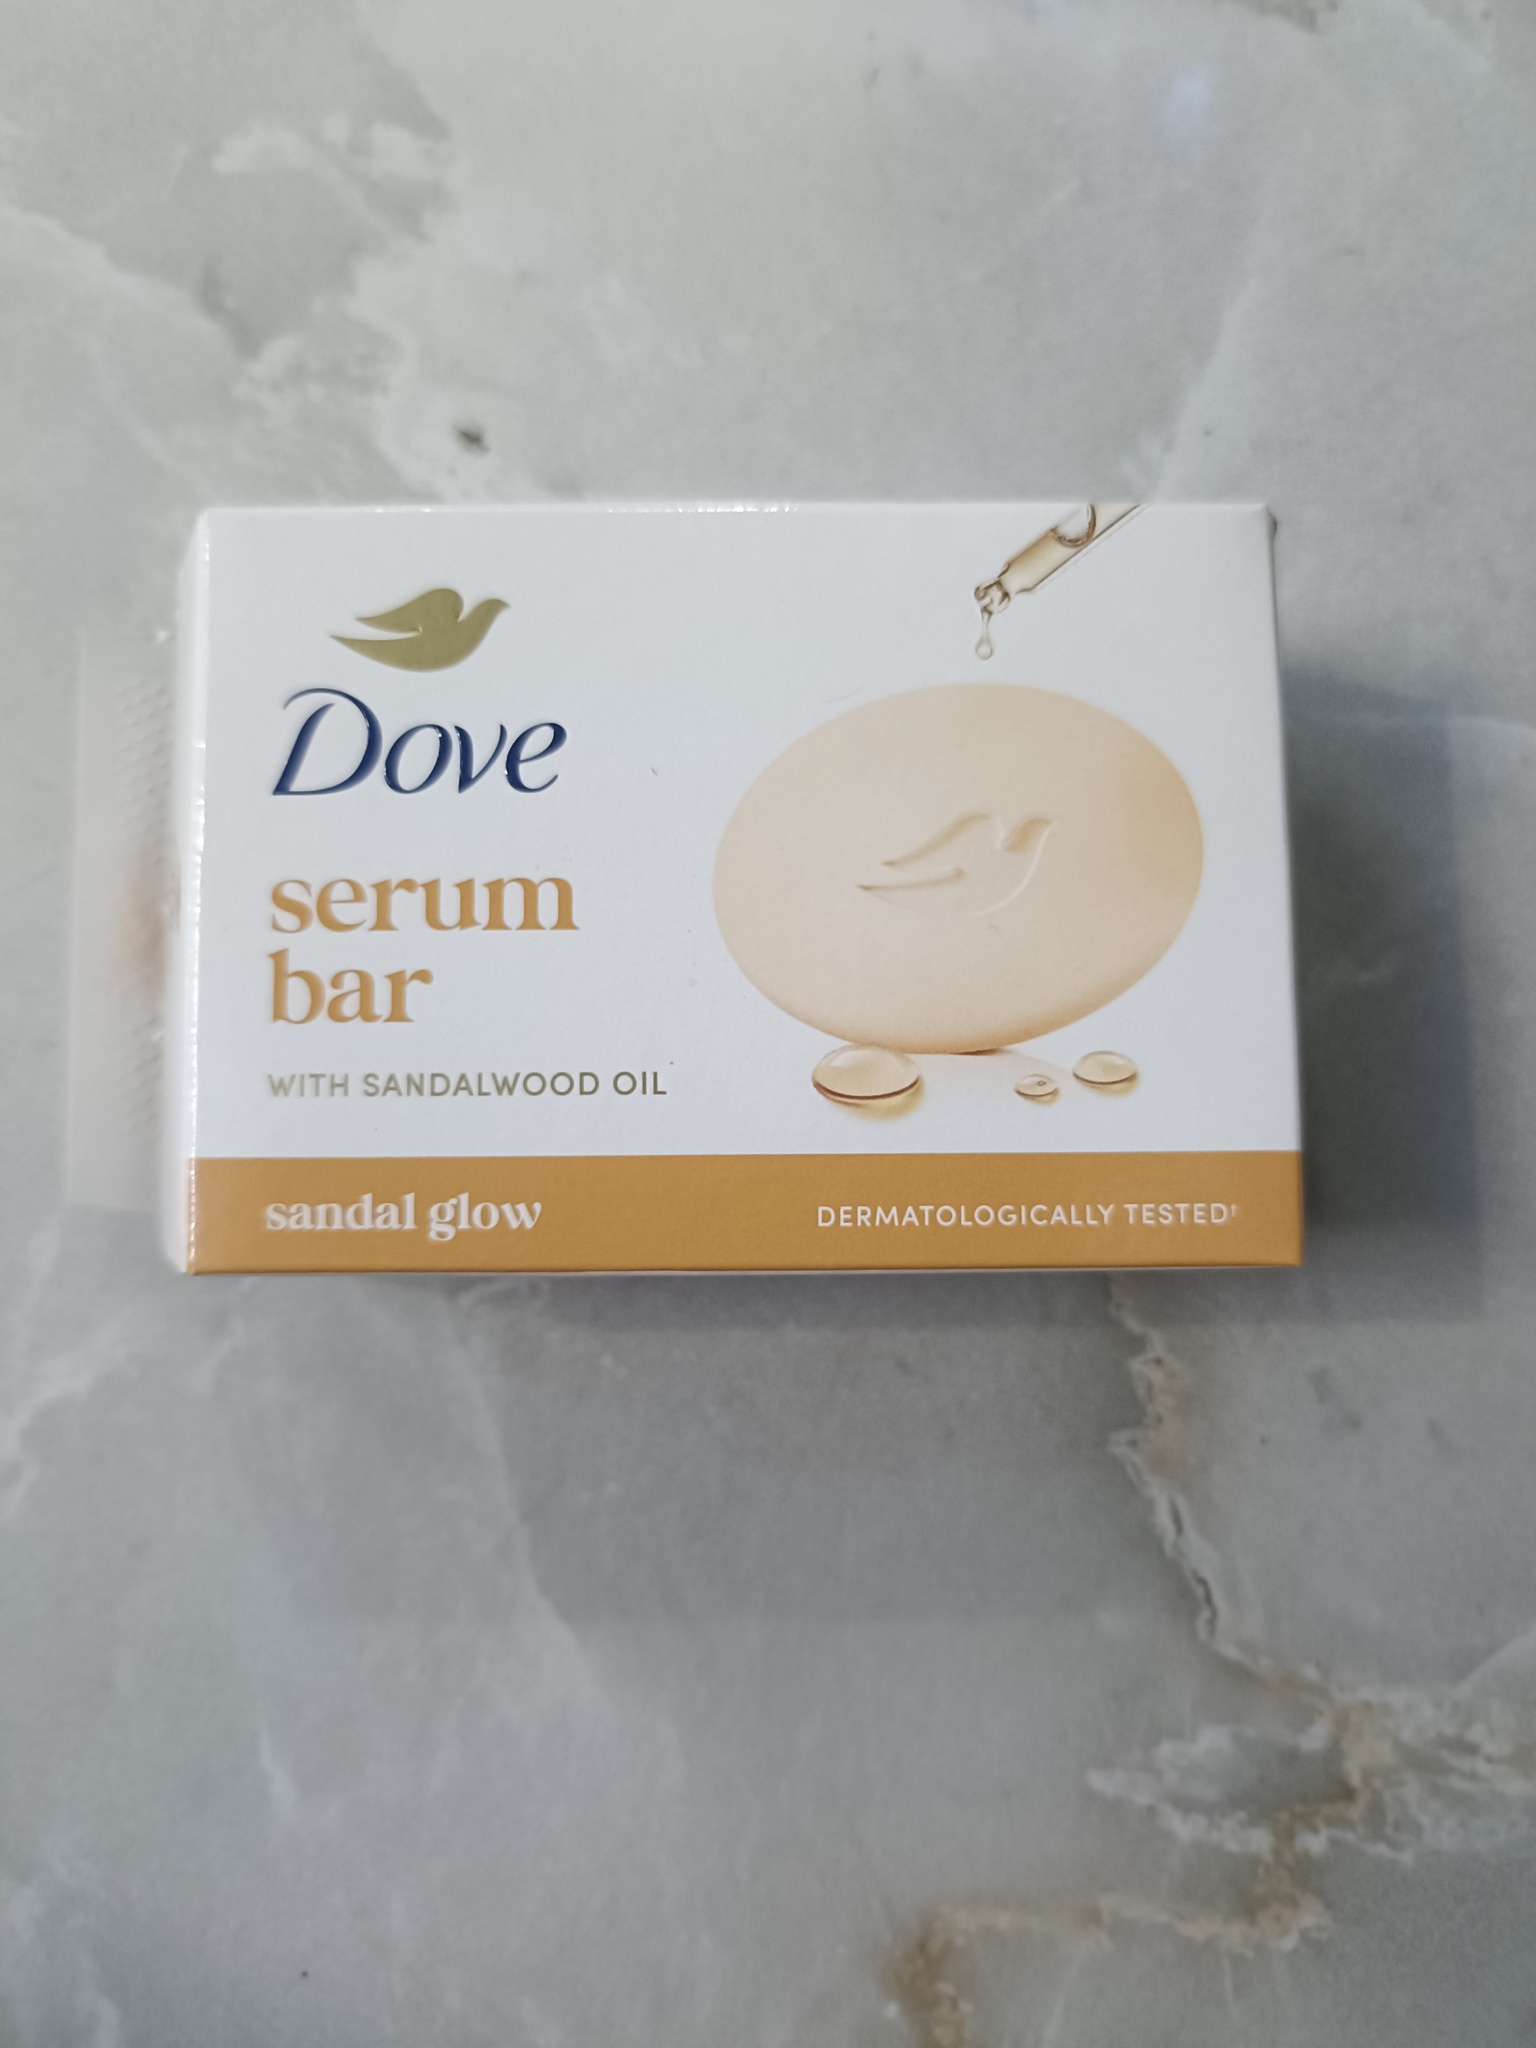 Dove
serum
bar
WITH SANDALWOOD OIL
sandal glow
DERMATOLOGICALLY TESTED†